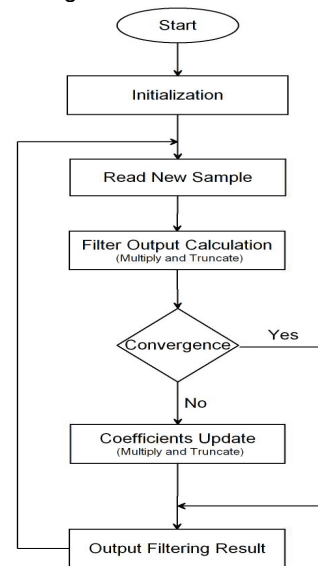 Start
Initialization
Read New Sample
Filter Output Calculation
(Multiply and Truncate)
Convergence
Yes
No
Coefficients Update
(Multiply and Truncate)
Output Filtering Result